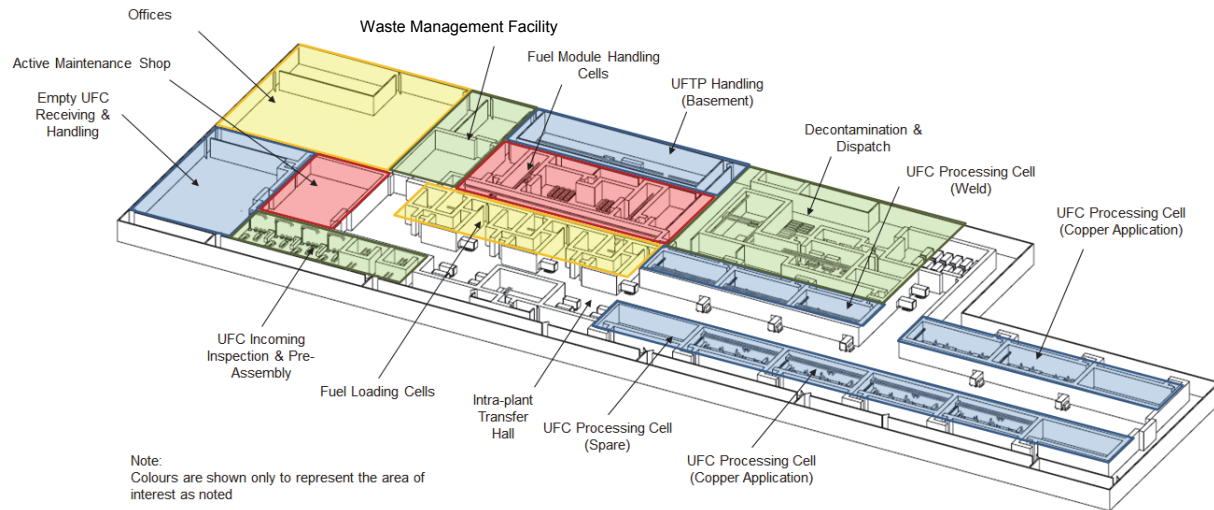 Offices
Waste Management Facility
Active Maintenance Shop
Fuel Module Handling
Cells
UFTP Handling
(Basement)
Empty UFC
Receiving &
Handling
Decontamination &
Dispatch
UFC Processing Cell
(Weld)
UFC Processing Cell
(Copper Application)
UFC Incoming
Inspection & Pre-
Assembly
Fuel Loading Cells
Intra-plant
Transfer
Hall
UFC Processing Cell
(Spare)
UFC Processing Cell
(Copper Application)
Note:
Colours are shown only to represent the area of
interest as noted